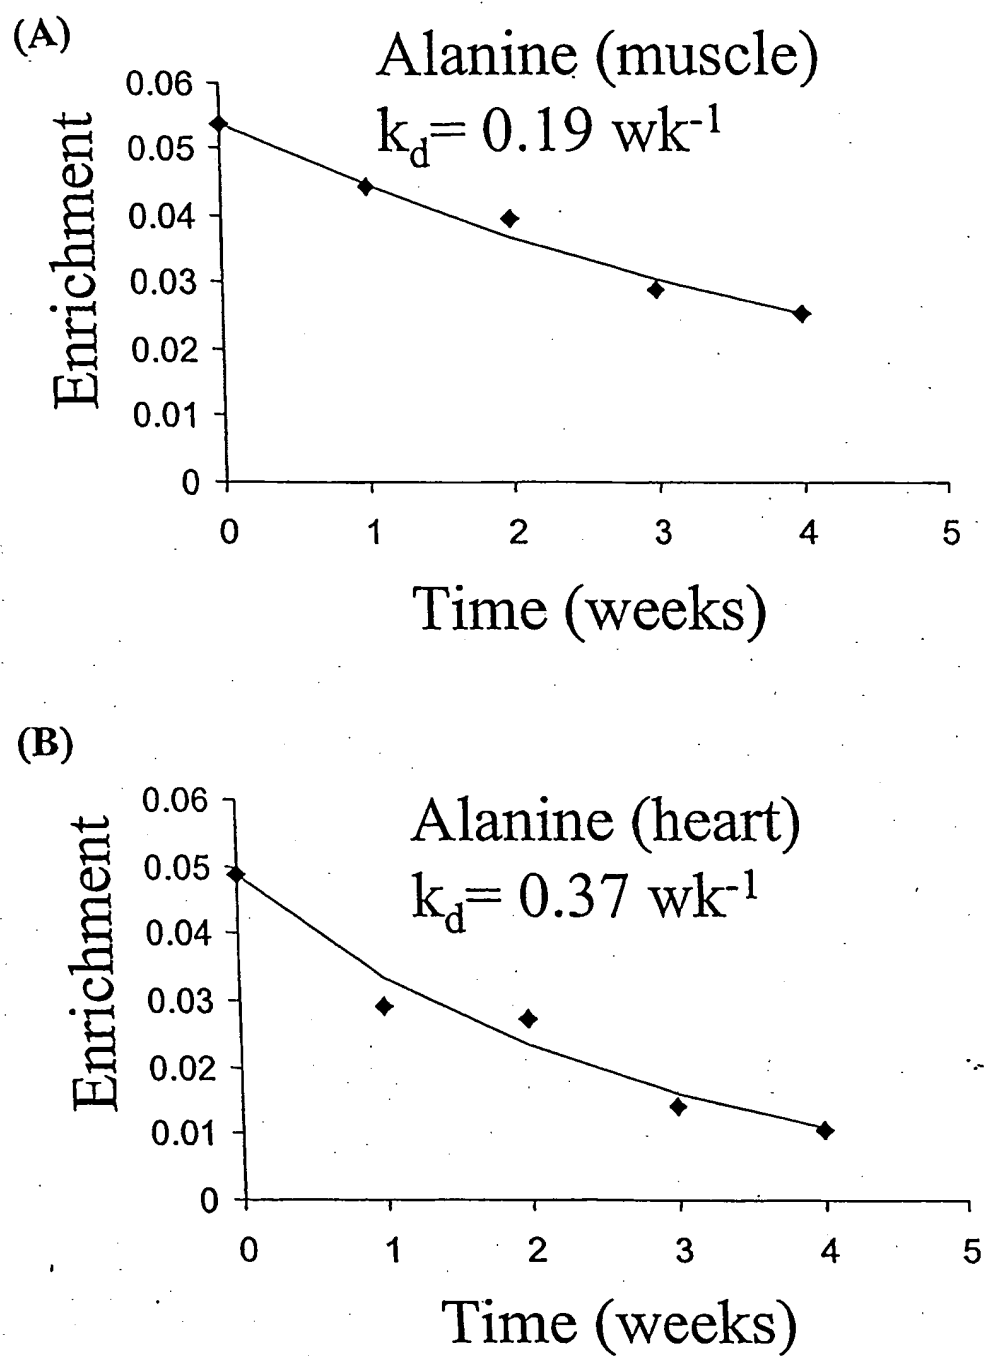 (A)
Alanine (muscle)
k_d= 0.19 wk^-1
Enrichment
0.06
0.05
0.04
0.03
0.02
0.01
0
0 1 2 3 4 5
Time (weeks)
(B)
Alanine (heart)
k_d= 0.37 wk^-1
Enrichment
0.06
0.05
0.04
0.03
0.02
0.01
0
0 1 2 3 4 5
Time (weeks)